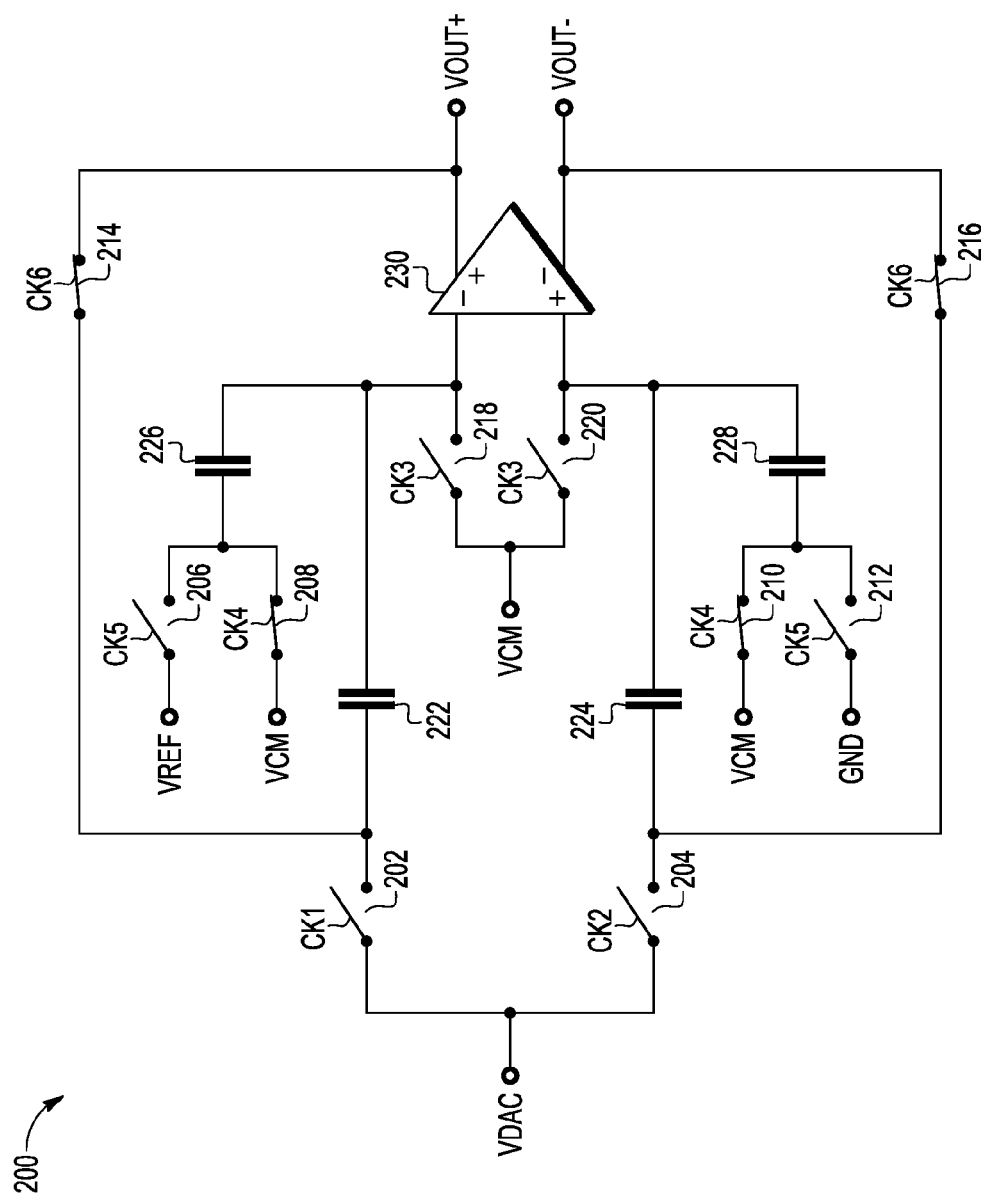 200
VDAC
CK1
202
CK2
204
VREF
CK5
206
VCM
CK4
208
226
222
CK6
214
VCM
CK3
218
CK3
220
224
VCM
CK4
210
GND
CK5
212
228
230
−
+
+
−
CK6
216
VOUT+
VOUT-